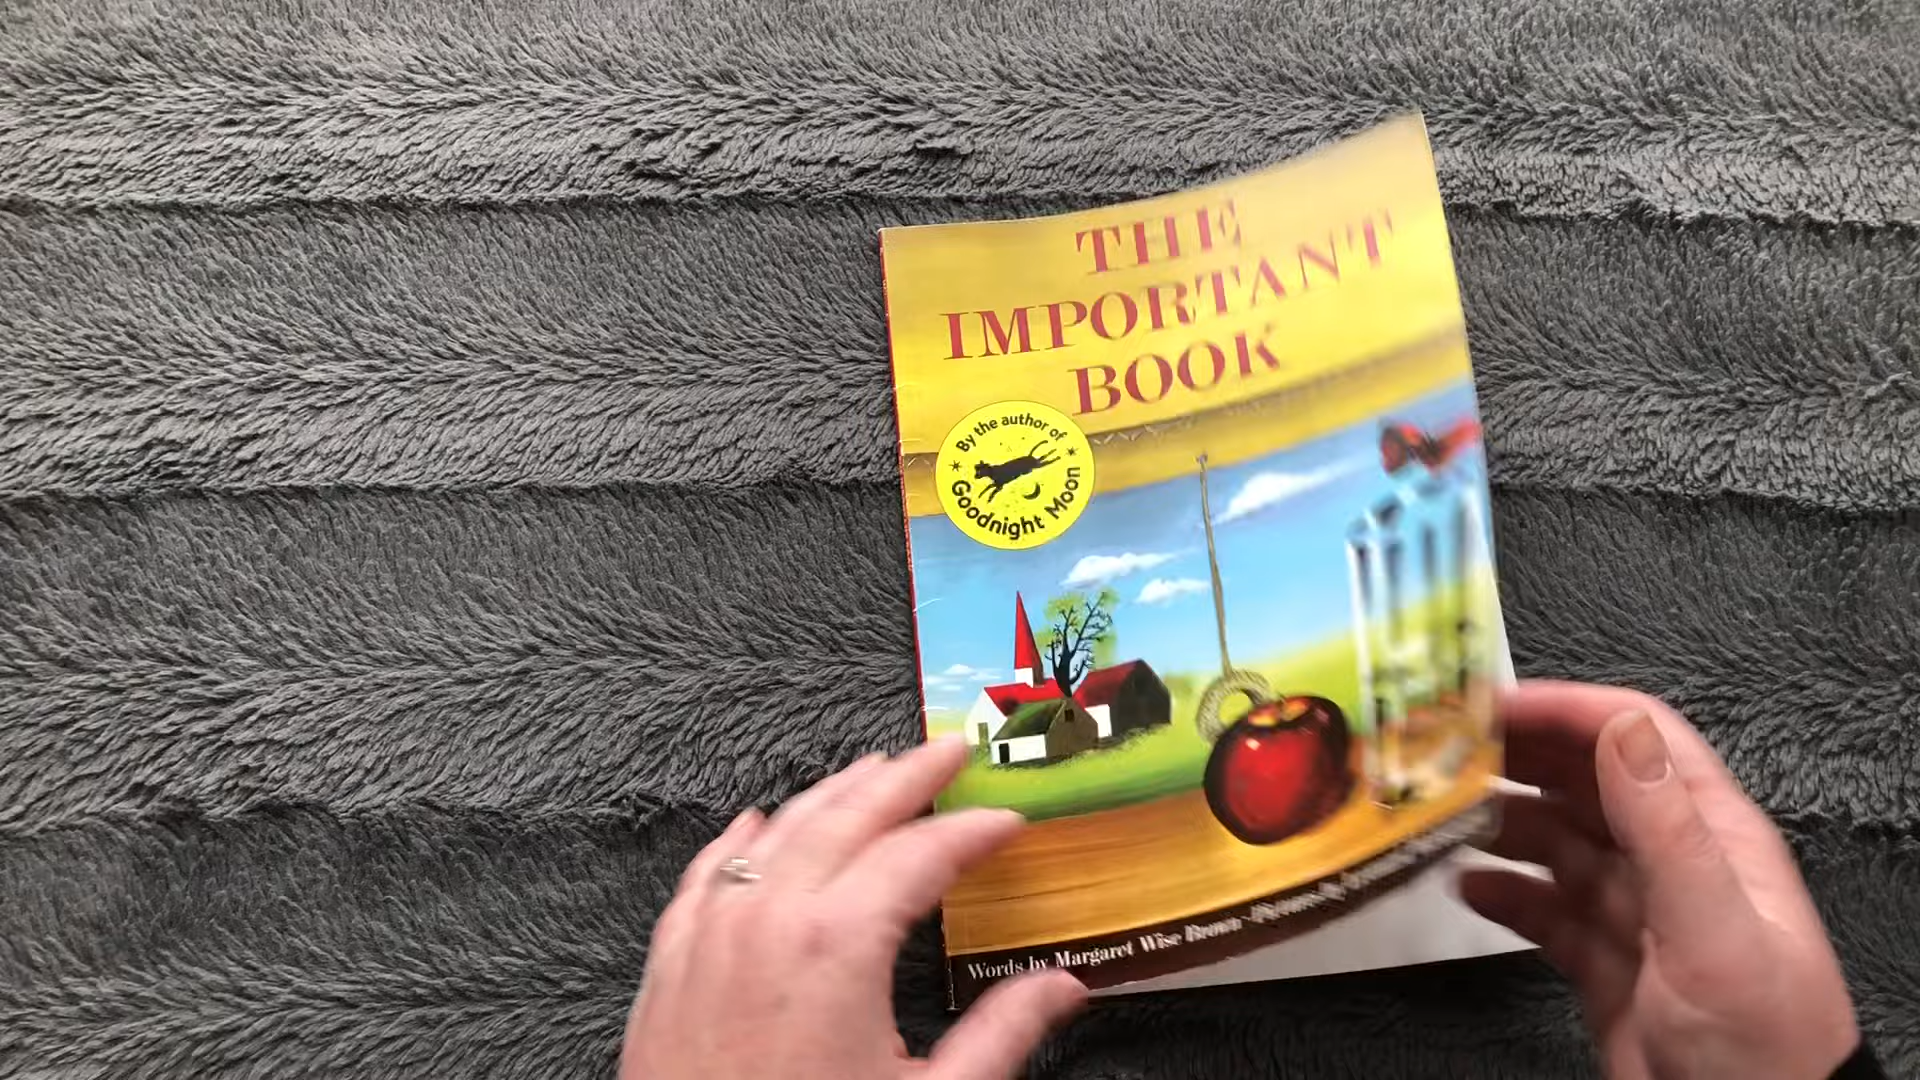 THE
IMPORTANT
BOOK
By the author of
Goodnight Moon
Words by Margaret Wise Brown